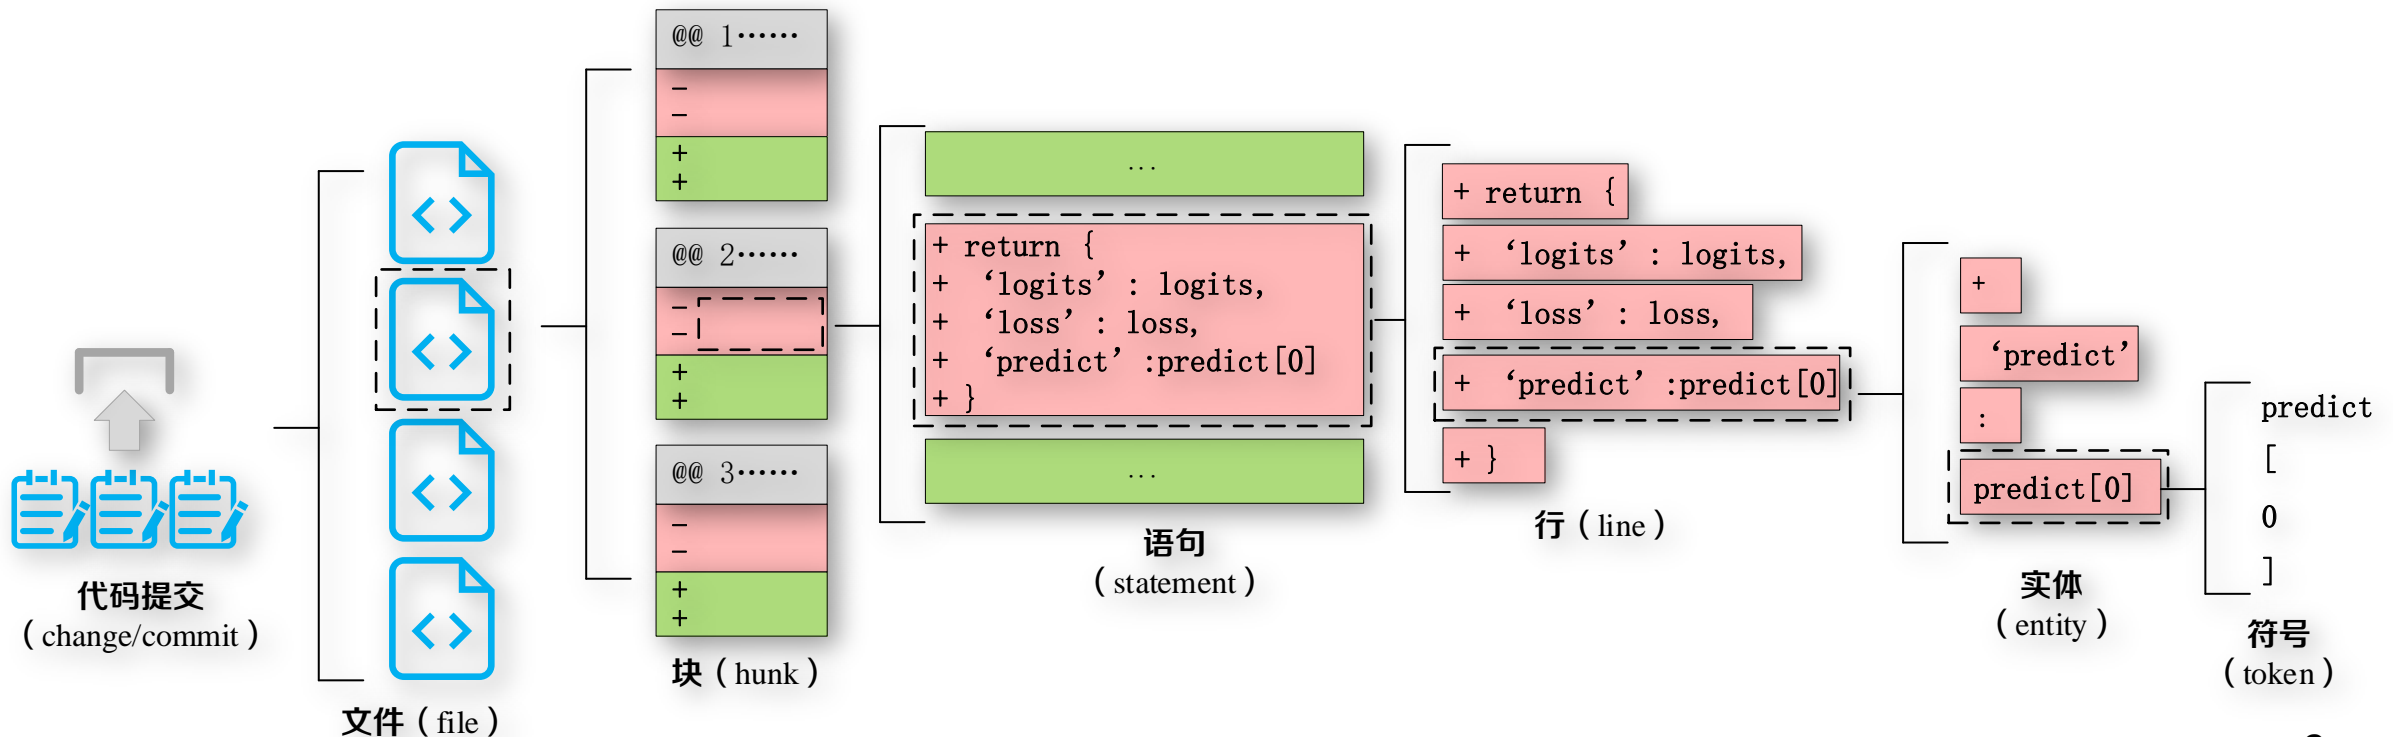 代码提交
（change/commit）
文件（file）
@@ 1⋯⋯
−
−
+
+
@@ 2⋯⋯
−
−
+
+
@@ 3⋯⋯
−
−
+
+
块（hunk）
...
+ return {
+ ‘logits’ : logits,
+ ‘loss’ : loss,
+ ‘predict’ :predict[0]
+ }
...
语句
（statement）
+ return {
+ ‘logits’ : logits,
+ ‘loss’ : loss,
+ ‘predict’ :predict[0]
+ }
行（line）
+
‘predict’
:
predict[0]
实体
（entity）
predict
[
0
]
符号
（token）